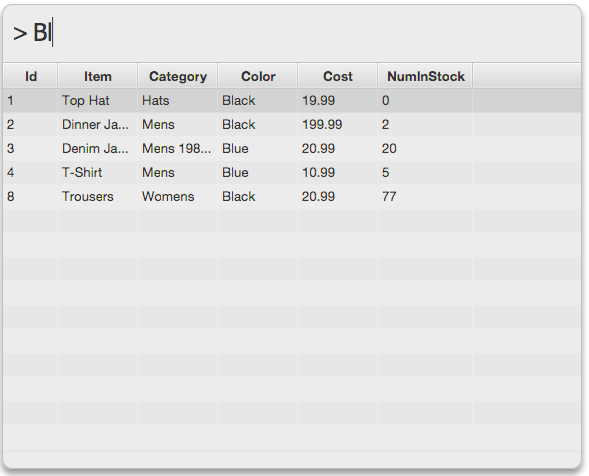 > Bl
Id Item Category Color Cost NumInStock
1 Top Hat Hats Black 19.99 0
2 Dinner Ja... Mens Black 199.99 2
3 Denim Ja... Mens 198... Blue 20.99 20
4 T-Shirt Mens Blue 10.99 5
8 Trousers Womens Black 20.99 77